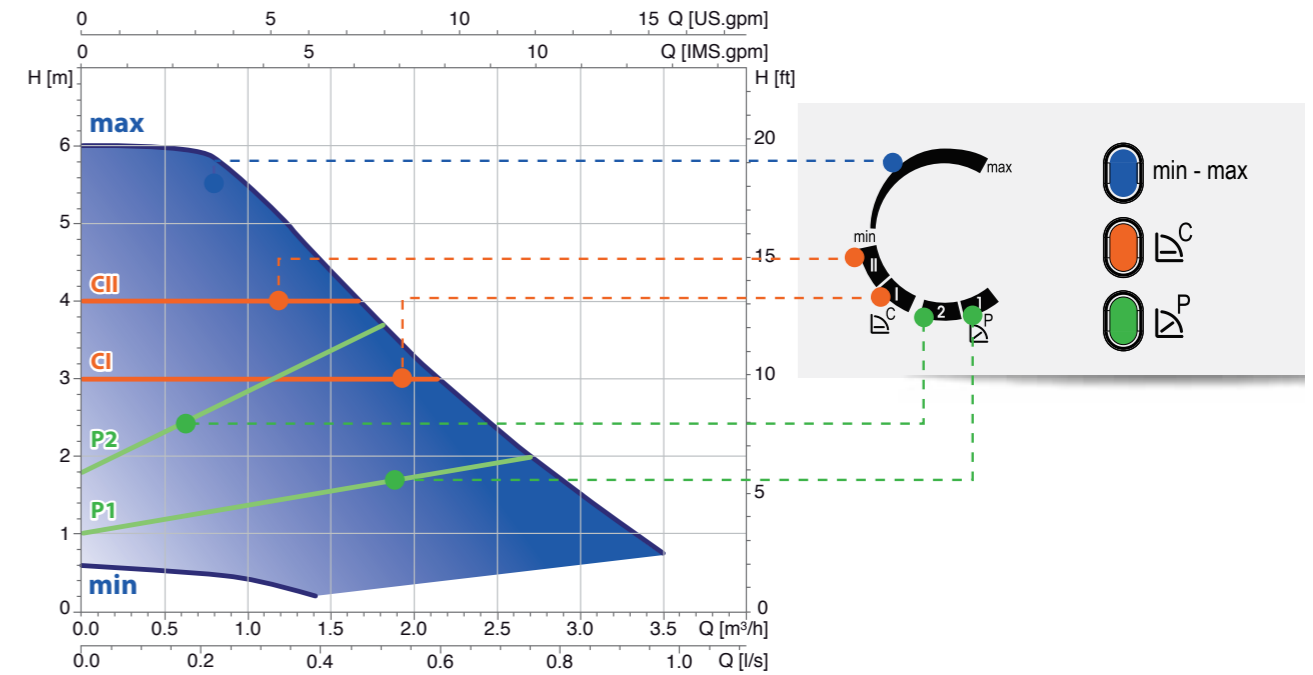 0 5 10 15 Q [US.gpm]
0 5 10 Q [IMS.gpm]
H [m] H [ft]
max
6 20
5
15
CII
4
CI
3 10
P2
2
5
P1
1
min
0 0
0.0 0.5 1.0 1.5 2.0 2.5 3.0 3.5 Q [m³/h]
0.0 0.2 0.4 0.6 0.8 1.0 Q [l/s]
max
min
II
I
2
1
C
P
min - max
C
P